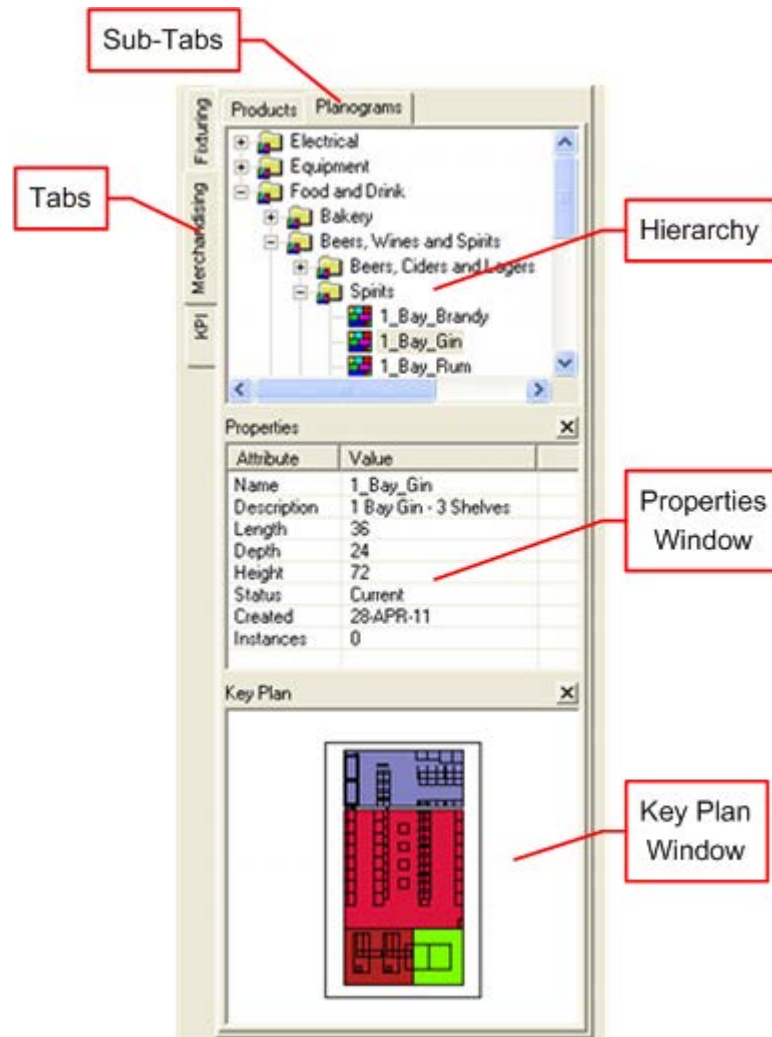 Sub-Tabs
Tabs
Fixturing
Merchandising
KPI
Products Planograms
Electrical
Equipment
Food and Drink
Bakery
Beers, Wines and Spirits
Beers, Ciders and Lagers
Spirits
1_Bay_Brandy
1_Bay_Gin
1_Bay_Rum
Hierarchy
Properties
Attribute Value
Name 1_Bay_Gin
Description 1 Bay Gin - 3 Shelves
Length 36
Depth 24
Height 72
Status Current
Created 28-APR-11
Instances 0
Properties
Window
Key Plan
Key Plan
Window